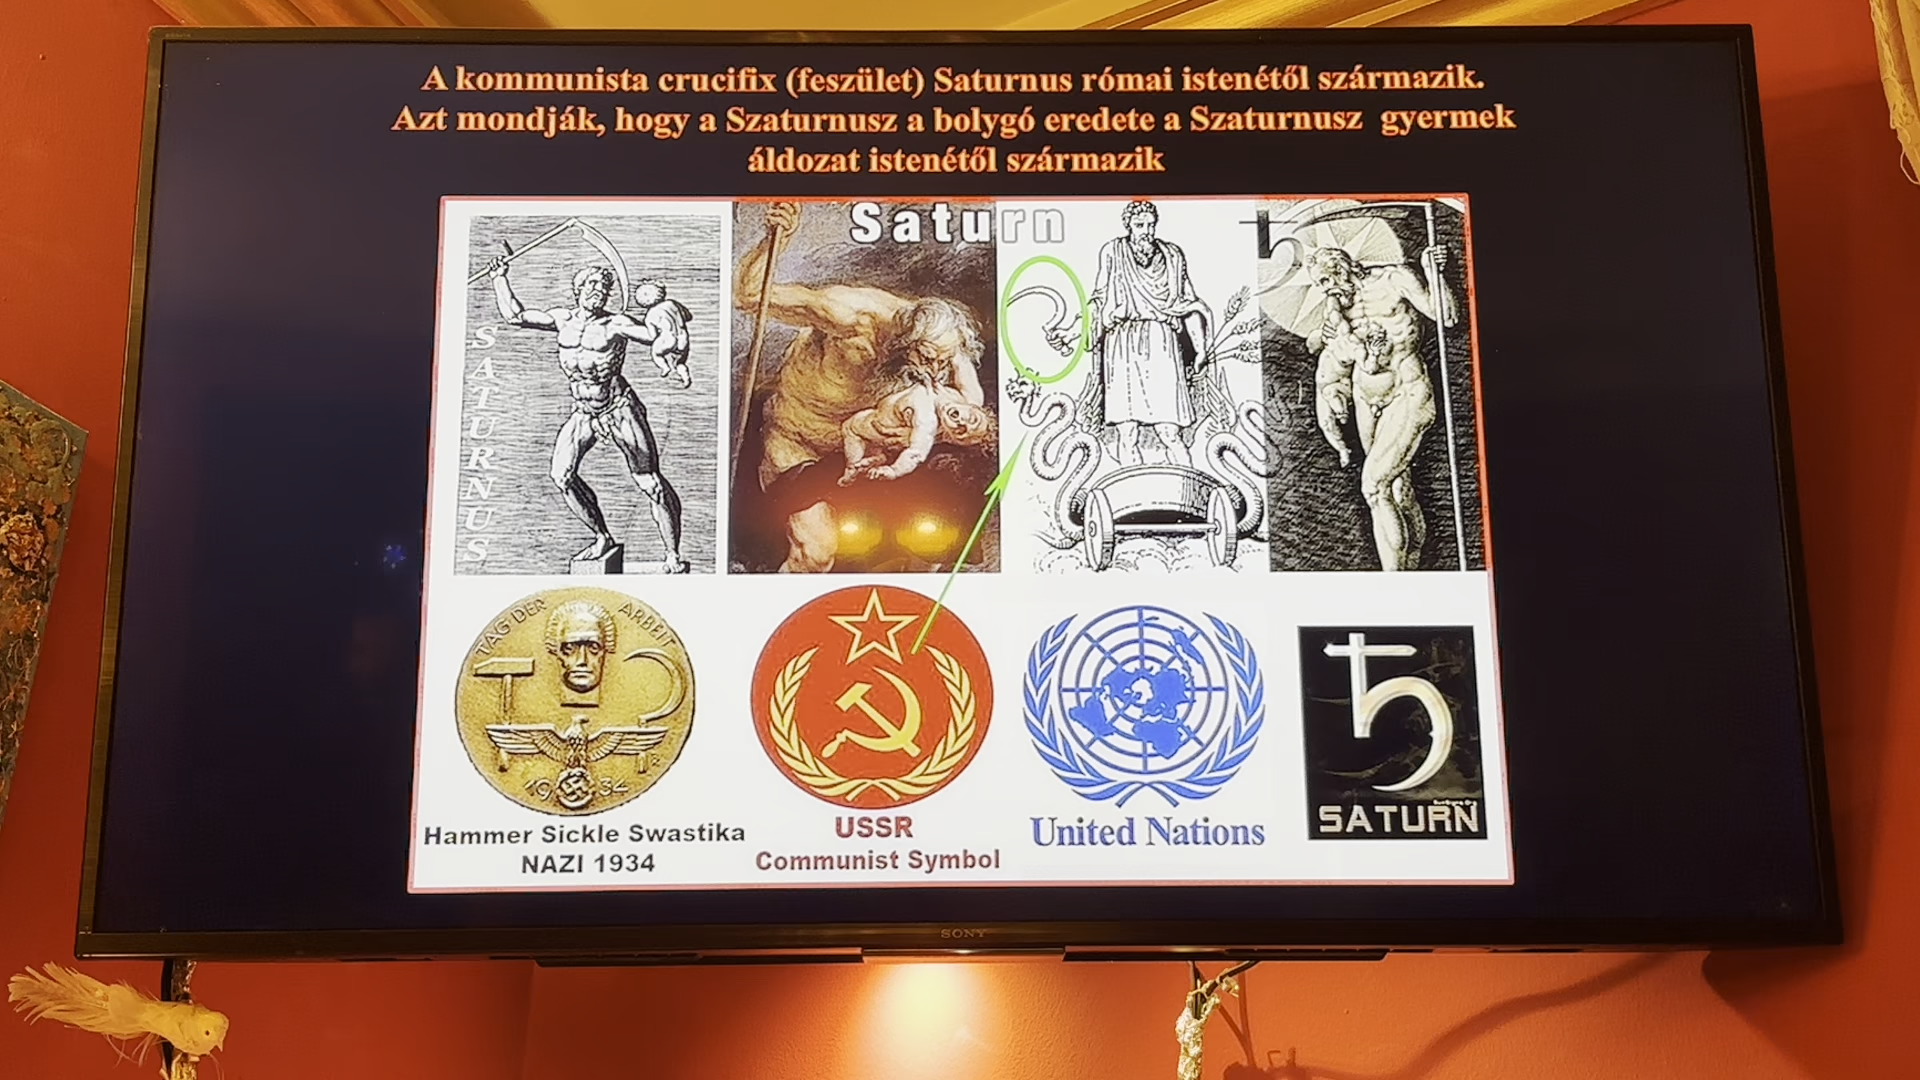 A kommunista crucifix (feszület) Saturnus római istenétől származik.
Azt mondják, hogy a Szaturnusz a bolygó eredete a Szaturnusz gyermek
áldozat istenétől származik
Saturn
SATURNUS
TAG DER ARBEIT
1934
Hammer Sickle Swastika
NAZI 1934
USSR
Communist Symbol
United Nations
SATURN
SONY